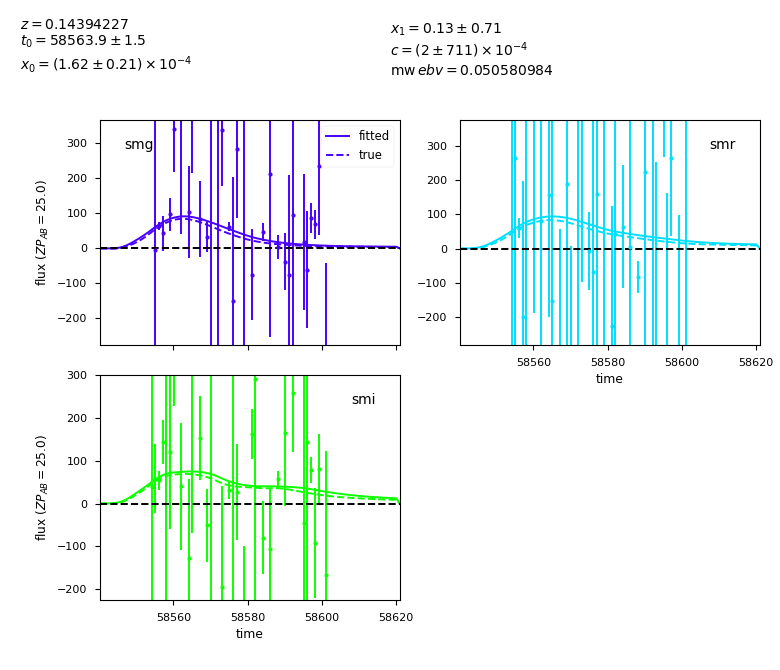 z = 0.14394227
t₀ = 58563.9 ± 1.5
x₀ = (1.62 ± 0.21) × 10⁻⁴
x₁ = 0.13 ± 0.71
c = (2 ± 711) × 10⁻⁴
mw ebv = 0.050580984
smg
fitted
true
300
200
100
0
−100
−200
flux (ZP_AB = 25.0)
smr
300
200
100
0
−100
−200
58560
58580
58600
58620
time
smi
300
200
100
0
−100
−200
flux (ZP_AB = 25.0)
58560
58580
58600
58620
time